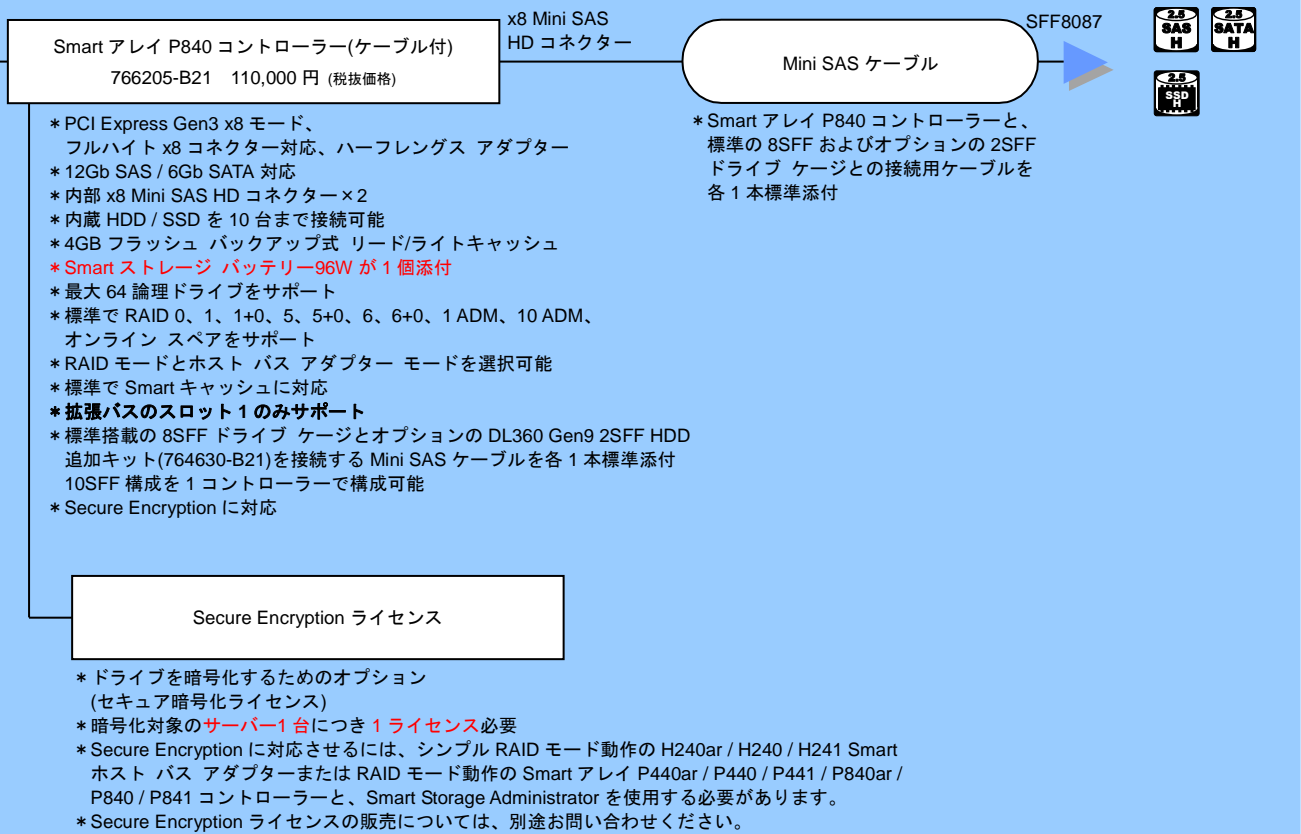 x8 Mini SAS
HD コネクター
SFF8087
2.5
SAS
H
2.5
SATA
H
2.5
SSD
H
Smart アレイ P840 コントローラー(ケーブル付)
766205-B21 110,000 円 (税抜価格)
Mini SAS ケーブル
＊PCI Express Gen3 x8 モード、
フルハイト x8 コネクター対応、ハーフレングス アダプター
＊12Gb SAS / 6Gb SATA 対応
＊内部 x8 Mini SAS HD コネクター×2
＊内蔵 HDD / SSD を 10 台まで接続可能
＊4GB フラッシュ バックアップ式 リード/ライトキャッシュ
＊Smart ストレージ バッテリー96W が 1 個添付
＊最大 64 論理ドライブをサポート
＊標準で RAID 0、1、1+0、5、5+0、6、6+0、1 ADM、10 ADM、
オンライン スペアをサポート
＊RAID モードとホスト バス アダプター モードを選択可能
＊標準で Smart キャッシュに対応
＊拡張バスのスロット 1 のみサポート
＊標準搭載の 8SFF ドライブ ケージとオプションの DL360 Gen9 2SFF HDD
追加キット(764630-B21)を接続する Mini SAS ケーブルを各 1 本標準添付
10SFF 構成を 1 コントローラーで構成可能
＊Secure Encryption に対応
＊Smart アレイ P840 コントローラーと、
標準の 8SFF およびオプションの 2SFF
ドライブ ケージとの接続用ケーブルを
各 1 本標準添付
Secure Encryption ライセンス
＊ドライブを暗号化するためのオプション
(セキュア暗号化ライセンス)
＊暗号化対象のサーバー1 台につき 1 ライセンス必要
＊Secure Encryption に対応させるには、シンプル RAID モード動作の H240ar / H240 / H241 Smart
ホスト バス アダプターまたは RAID モード動作の Smart アレイ P440ar / P440 / P441 / P840ar /
P840 / P841 コントローラーと、Smart Storage Administrator を使用する必要があります。
＊Secure Encryption ライセンスの販売については、別途お問い合わせください。